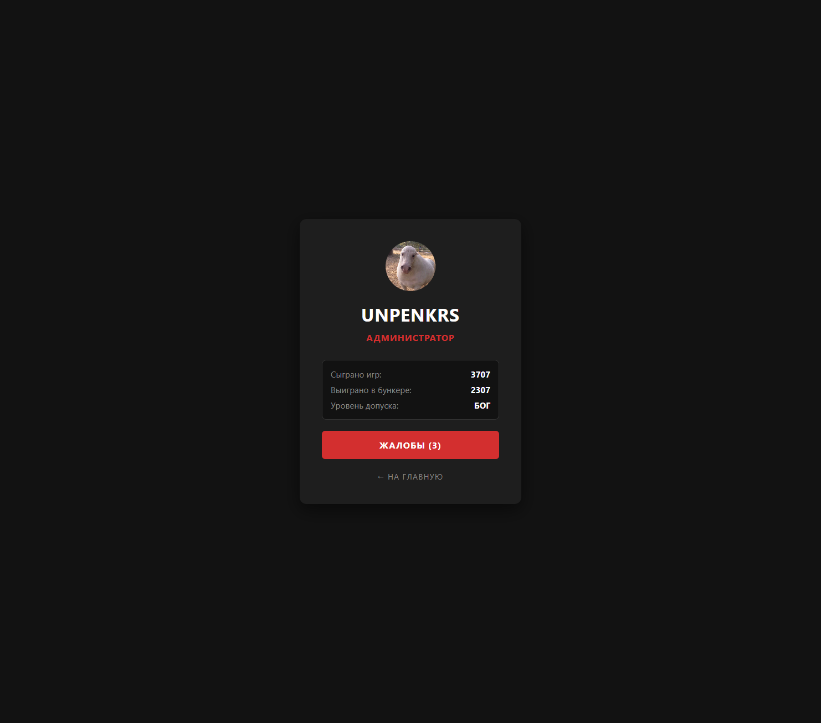 UNPENKRS
АДМИНИСТРАТОР
Сыграно игр: 3707
Выиграно в бункере: 2307
Уровень допуска: БОГ
ЖАЛОБЫ (3)
← НА ГЛАВНУЮ